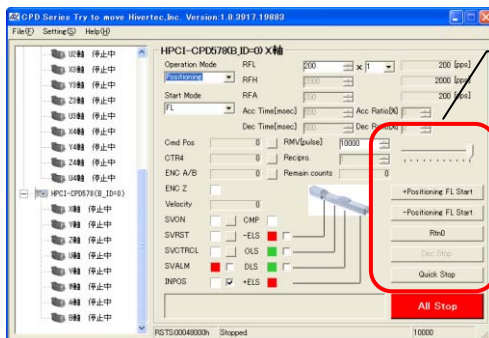 CPD Series Try to move Hivertec,Inc. Version:1.0.3917.19883
File(F) Setting(S) Help(H)
U2軸 停止中
X3軸 停止中
Y3軸 停止中
Z3軸 停止中
U3軸 停止中
X4軸 停止中
Y4軸 停止中
Z4軸 停止中
U4軸 停止中
HPCI-CPD578(B_ID=0)
X軸 停止中
Y軸 停止中
Z軸 停止中
U軸 停止中
V軸 停止中
W軸 停止中
A軸 停止中
B軸 停止中
HPCI-CPD578(B_ID=0) X軸
Operation Mode
Positioning
Start Mode
FL
RFL 200 × 1 200 [pps]
RFH 2000 2000 [pps]
RFA 200 [pps]
Acc Time[msec] Acc Ratio[%]
Dec Time[msec] Dec Ratio[%]
Cmd Pos 0 RMV[pulse] 10000
CTR4 0 Recipro.
ENC A/B 0 Remain counts 0
ENC Z
Velocity 0
SVON CMP
SVRST -ELS
SVCTRCL OLS
SVALM DLS
INPOS +ELS
+Positioning FL Start
-Positioning FL Start
Rtn0
Dec Stop
Quick Stop
All Stop
RSTS:00048000h Stopped 10000